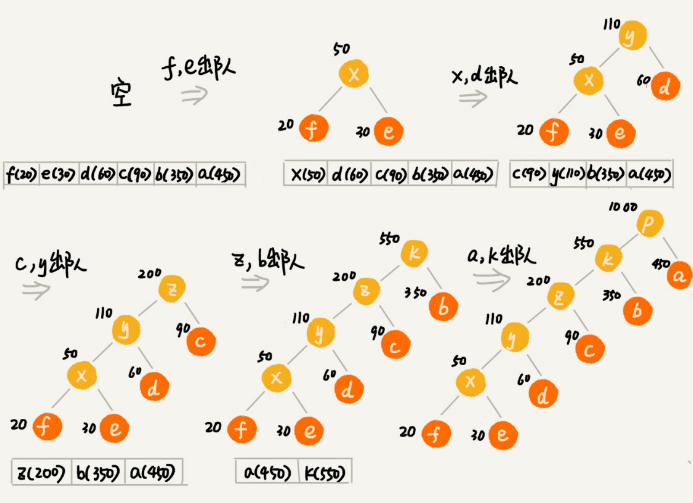 空
f,e出队
50
x
20 f
30 e
x,d出队
110 y
50 x
60 d
20 f
30 e
f(20) e(30) d(60) c(90) b(350) a(450)
x(50) d(60) c(90) b(350) a(450)
c(90) y(110) b(350) a(450)
c,y出队
200 z
110 y
90 c
50 x
60 d
20 f
30 e
z(200) b(350) a(450)
z,b出队
550 k
200 z
350 b
110 y
90 c
50 x
60 d
20 f
30 e
a(450) k(550)
a,k出队
1000 p
550 k
450 a
200 z
350 b
110 y
90 c
50 x
60 d
20 f
30 e